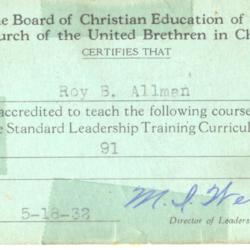 e Board of Christian Education of
urch of the United Brethren in Ch
CERTIFIES THAT
Roy B. Allman
accredited to teach the following course
e Standard Leadership Training Curricul
91
5-18-32
M. I. We
Director of Leaders